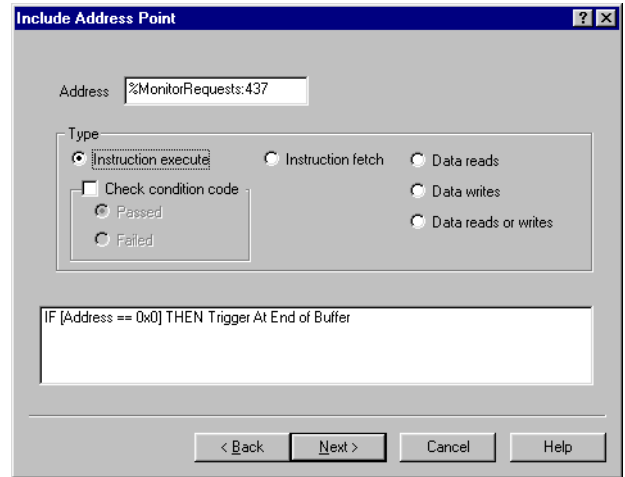 Include Address Point
Address %MonitorRequests:437
Type
Instruction execute Instruction fetch Data reads
Check condition code Data writes
Passed Data reads or writes
Failed
IF [Address == 0x0] THEN Trigger At End of Buffer
< Back Next > Cancel Help